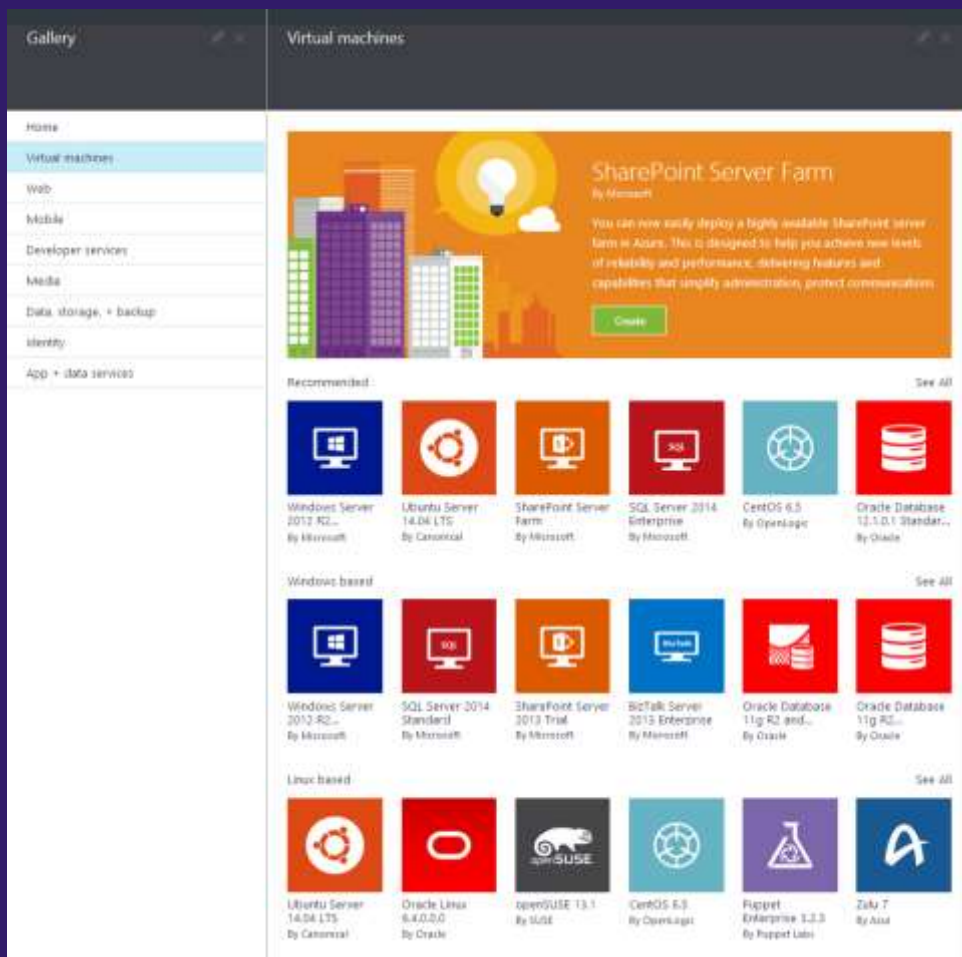 Gallery
Virtual machines
Home
Virtual machines
Web
Mobile
Developer services
Media
Data, storage, + backup
Identity
App + data services
SharePoint Server Farm
By Microsoft
You can now easily deploy a highly available SharePoint server
farm in Azure. This is designed to help you achieve new levels
of reliability and performance, delivering features and
capabilities that simplify administration, protect communications
Create
Recommended
See All
SQL
Windows Server
2012 R2...
By Microsoft
Ubuntu Server
14.04 LTS
By Canonical
SharePoint Server
Farm
By Microsoft
SQL Server 2014
Enterprise
By Microsoft
CentOS 6.5
By OpenLogic
Oracle Database
12.1.0.1 Standar...
By Oracle
Windows based
See All
SQL
BizTalk
Windows Server
2012 R2...
By Microsoft
SQL Server 2014
Standard
By Microsoft
SharePoint Server
2013 Trial
By Microsoft
BizTalk Server
2013 Enterprise
By Microsoft
Oracle Database
11g R2 and...
By Oracle
Oracle Database
11g R2...
By Oracle
Linux based
See All
openSUSE
Ubuntu Server
14.04 LTS
By Canonical
Oracle Linux
6.4.0.0.0
By Oracle
openSUSE 13.1
By SUSE
CentOS 6.5
By OpenLogic
Puppet
Enterprise 3.2.3
By Puppet Labs
Zulu 7
By Azul